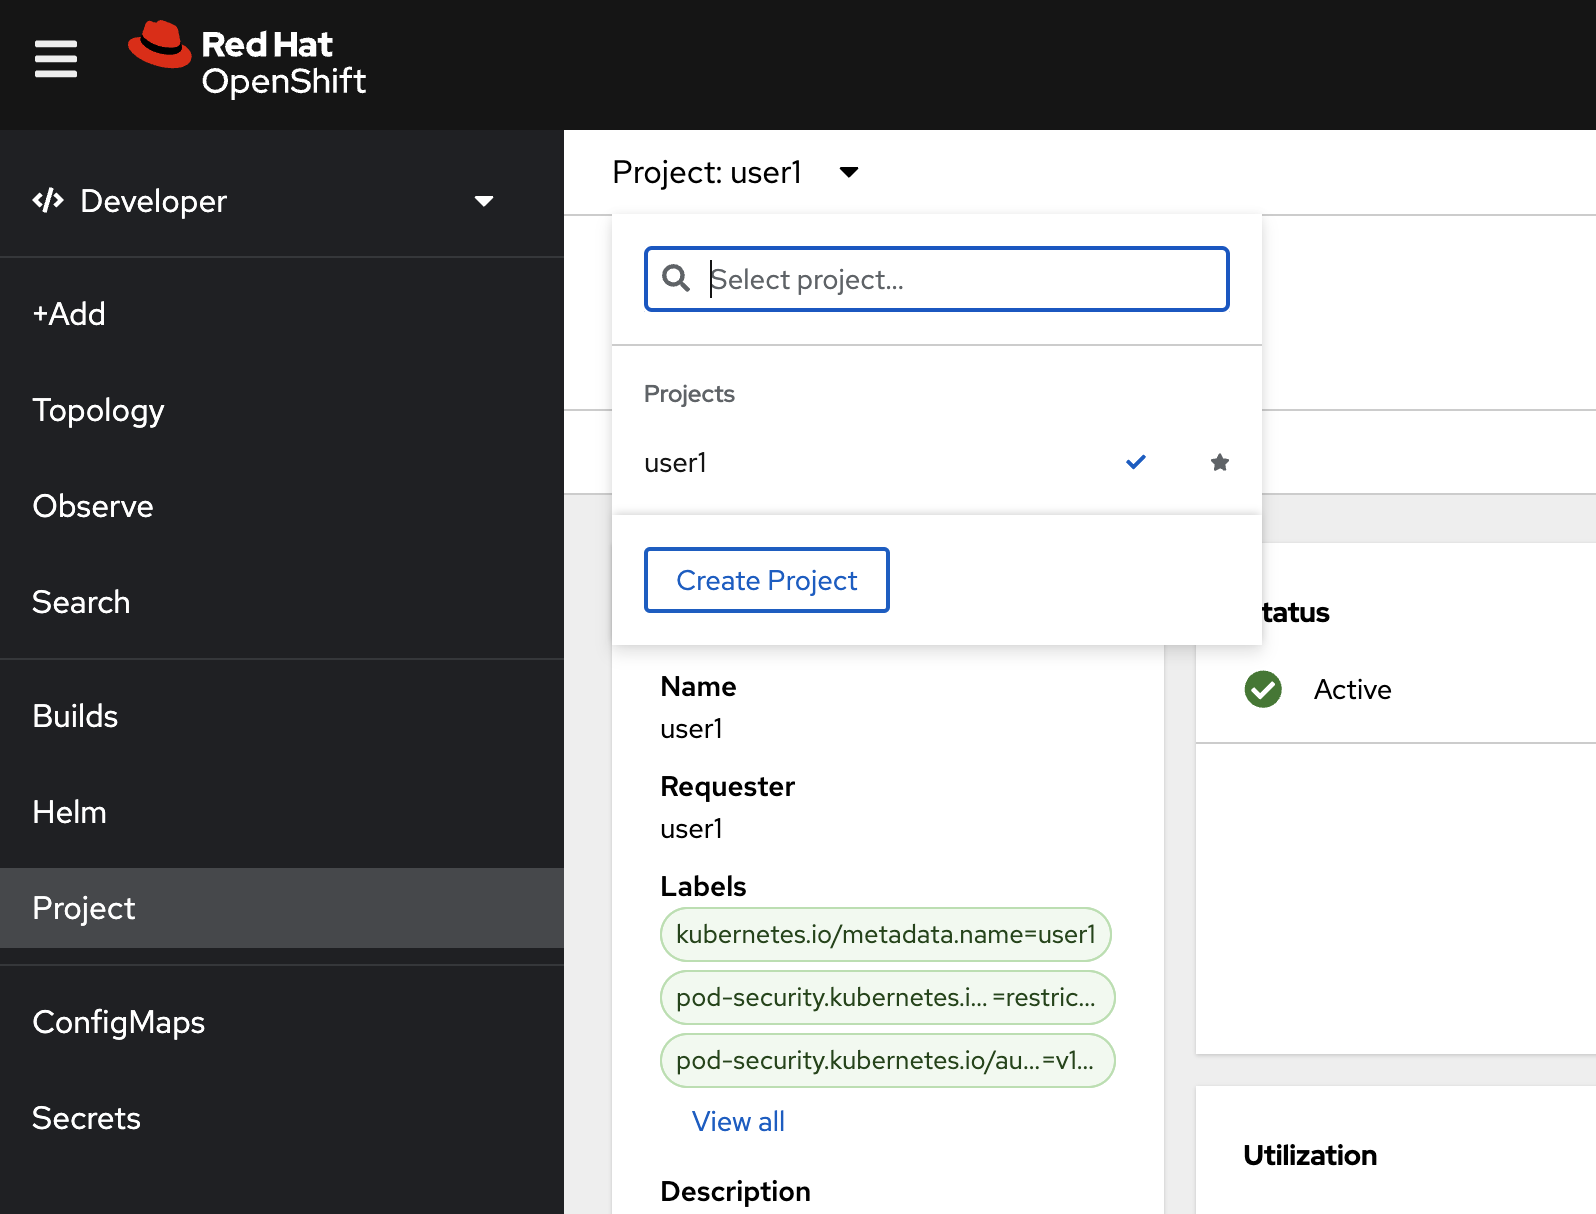 Red Hat
OpenShift
Developer
+Add
Topology
Observe
Search
Builds
Helm
Project
ConfigMaps
Secrets
Project: user1
Select project...
Projects
user1
Create Project
Name
user1
Requester
user1
Labels
kubernetes.io/metadata.name=user1
pod-security.kubernetes.i... =restric...
pod-security.kubernetes.io/au...=v1...
View all
Description
tatus
Active
Utilization